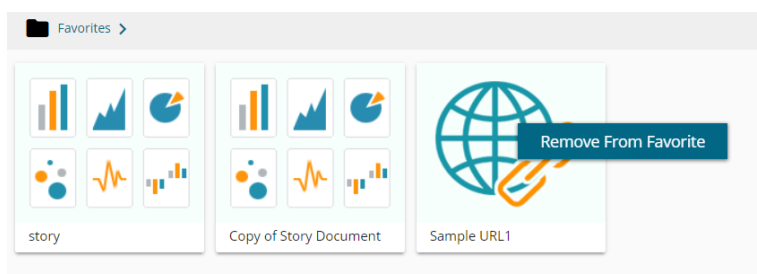 Favorites >
Remove From Favorite
story
Copy of Story Document
Sample URL1